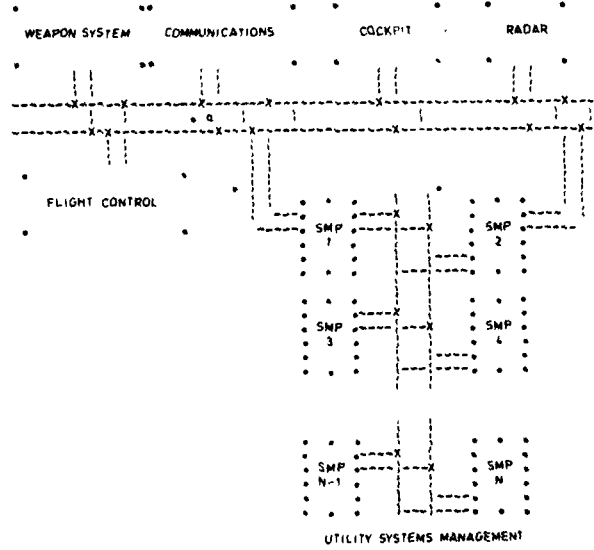 WEAPON SYSTEM
COMMUNICATIONS
COCKPIT
RADAR
FLIGHT CONTROL
SMP
1
SMP
2
SMP
3
SMP
4
SMP
N-1
SMP
N
UTILITY SYSTEMS MANAGEMENT